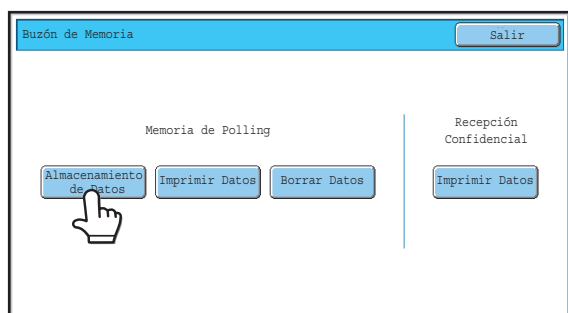 Buzón de Memoria
Salir
Memoria de Polling
Almacenamiento
de Datos
Imprimir Datos
Borrar Datos
Recepción
Confidencial
Imprimir Datos